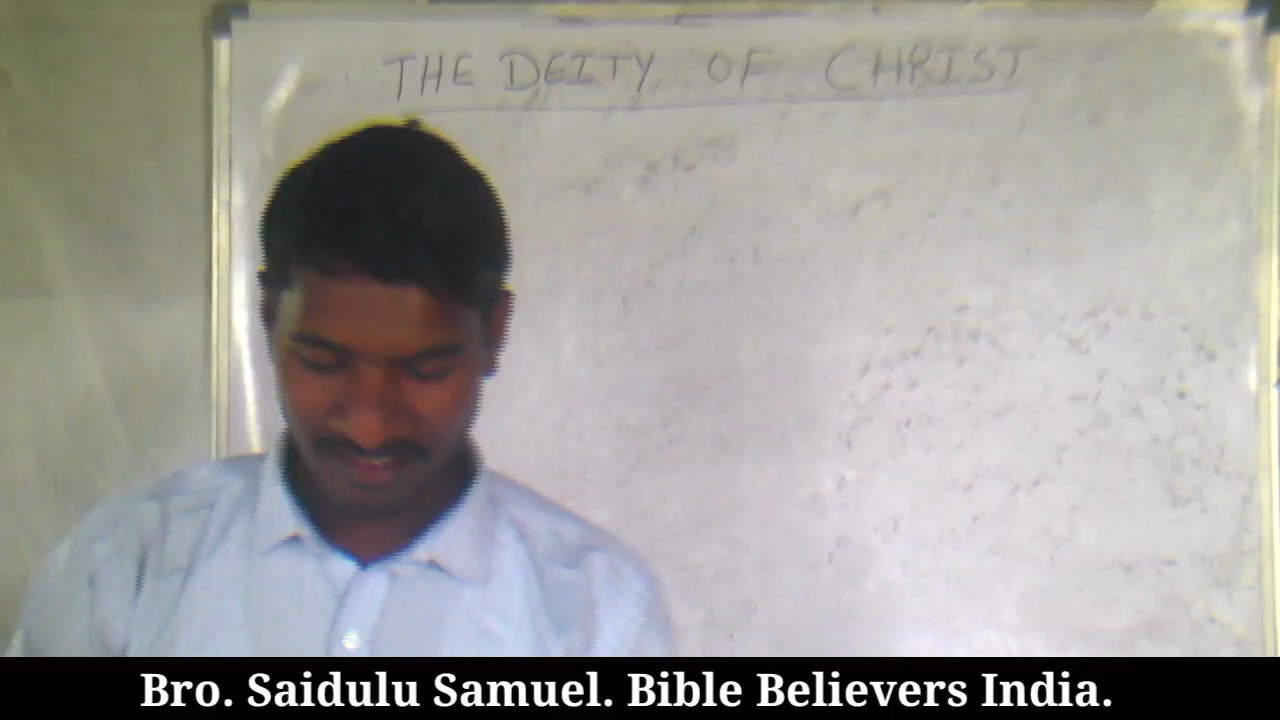 THE DEITY OF CHRIST
Bro. Saidulu Samuel. Bible Believers India.